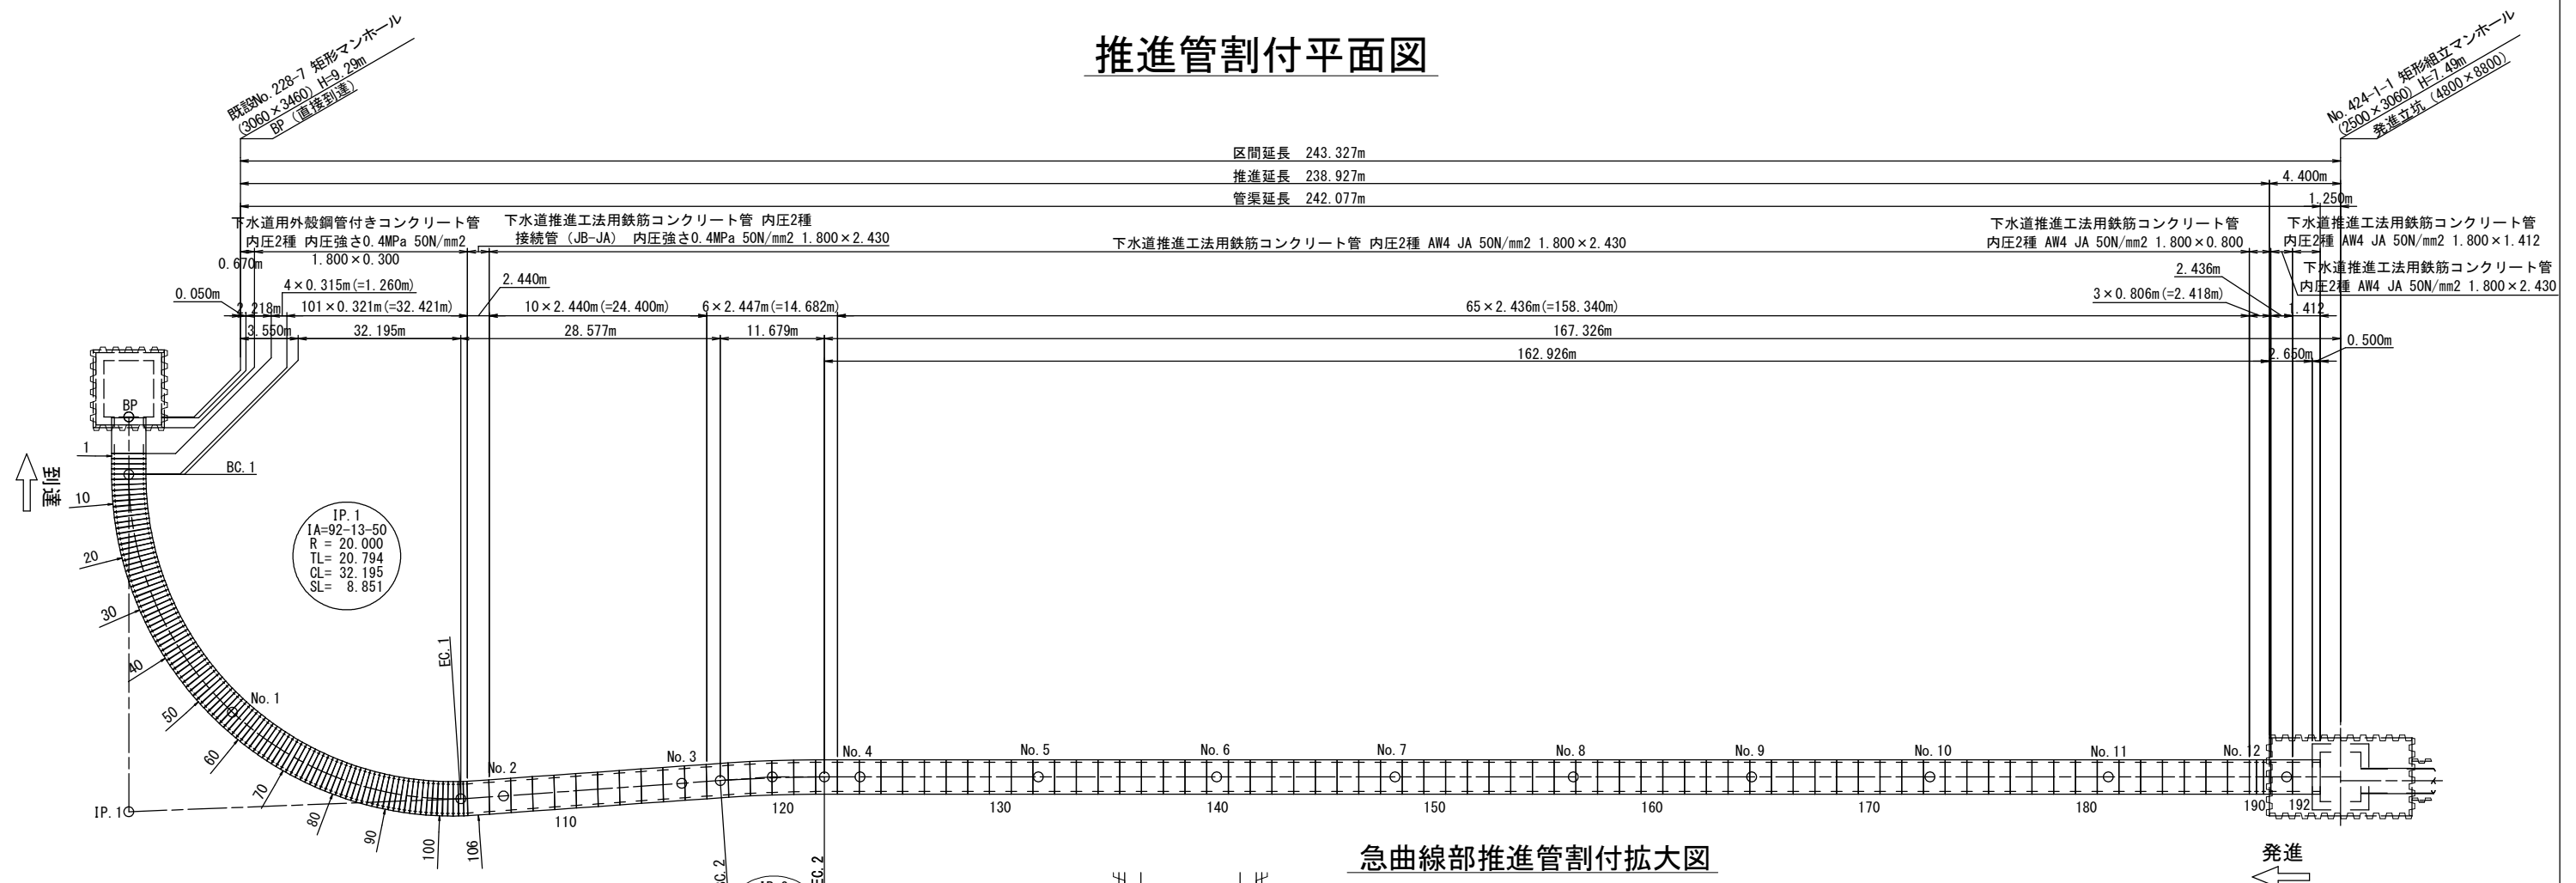 推進管割付平面図
既設No.228-7 矩形マンホール
(3060×3460) H=9.29m
BP (直接到達)
No.424-1-1 矩形組立マンホール
(2500×3060) H=7.49m
発進立坑 (4800×8800)
区間延長 243.327m
推進延長 238.927m
4.400m
管渠延長 242.077m
1.250m
下水道用外殻鋼管付きコンクリート管
内圧2種 内圧強さ0.4MPa 50N/mm2
1.800×0.300
下水道推進工法用鉄筋コンクリート管 内圧2種
接続管 (JB-JA) 内圧強さ0.4MPa 50N/mm2 1.800×2.430
下水道推進工法用鉄筋コンクリート管 内圧2種 AW4 JA 50N/mm2 1.800×2.430
下水道推進工法用鉄筋コンクリート管
内圧2種 AW4 JA 50N/mm2 1.800×0.800
下水道推進工法用鉄筋コンクリート管
内圧2種 AW4 JA 50N/mm2 1.800×1.412
下水道推進工法用鉄筋コンクリート管
内圧2種 AW4 JA 50N/mm2 1.800×2.430
0.670m
4×0.315m(=1.260m)
2.440m
2.436m
0.050m
2.218m
101×0.321m(=32.421m)
10×2.440m(=24.400m)
6×2.447m(=14.682m)
65×2.436m(=158.340m)
3×0.806m(=2.418m)
1.412
3.550m
32.195m
28.577m
11.679m
167.326m
0.500m
162.926m
2.650m
BP
1
BC.1
到達
10
20
30
40
50
60
70
80
90
100
106
IP.1
IA=92-13-50
R = 20.000
TL= 20.794
CL= 32.195
SL= 8.851
EC.1
No.1
No.2
No.3
No.4
No.5
No.6
No.7
No.8
No.9
No.10
No.11
No.12
IP.1
110
120
130
140
150
160
170
180
190
192
EC.2
急曲線部推進管割付拡大図
発進